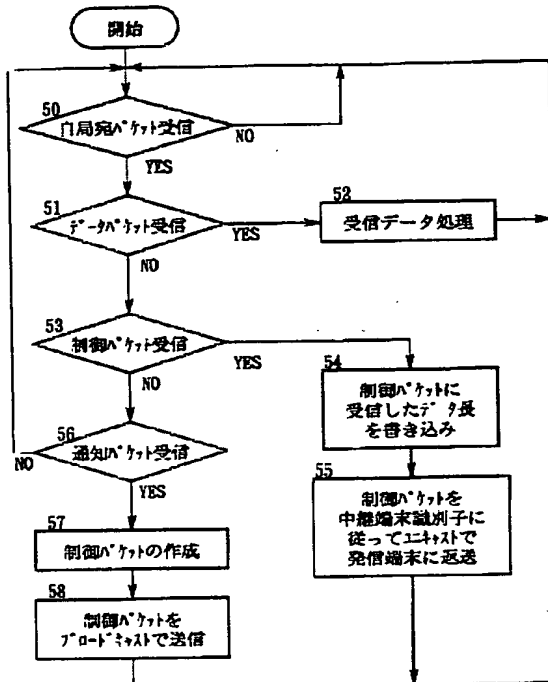 開始
50
自局宛パケット受信
NO
YES
51
データパケット受信
YES
NO
52
受信データ処理
53
制御パケット受信
YES
NO
54
制御パケットに
受信したデータ長
を書き込み
55
制御パケットを
中継端末識別子に
従ってユニキャストで
発信端末に返送
56
通知パケット受信
NO
YES
57
制御パケットの作成
58
制御パケットを
ブロードキャストで送信